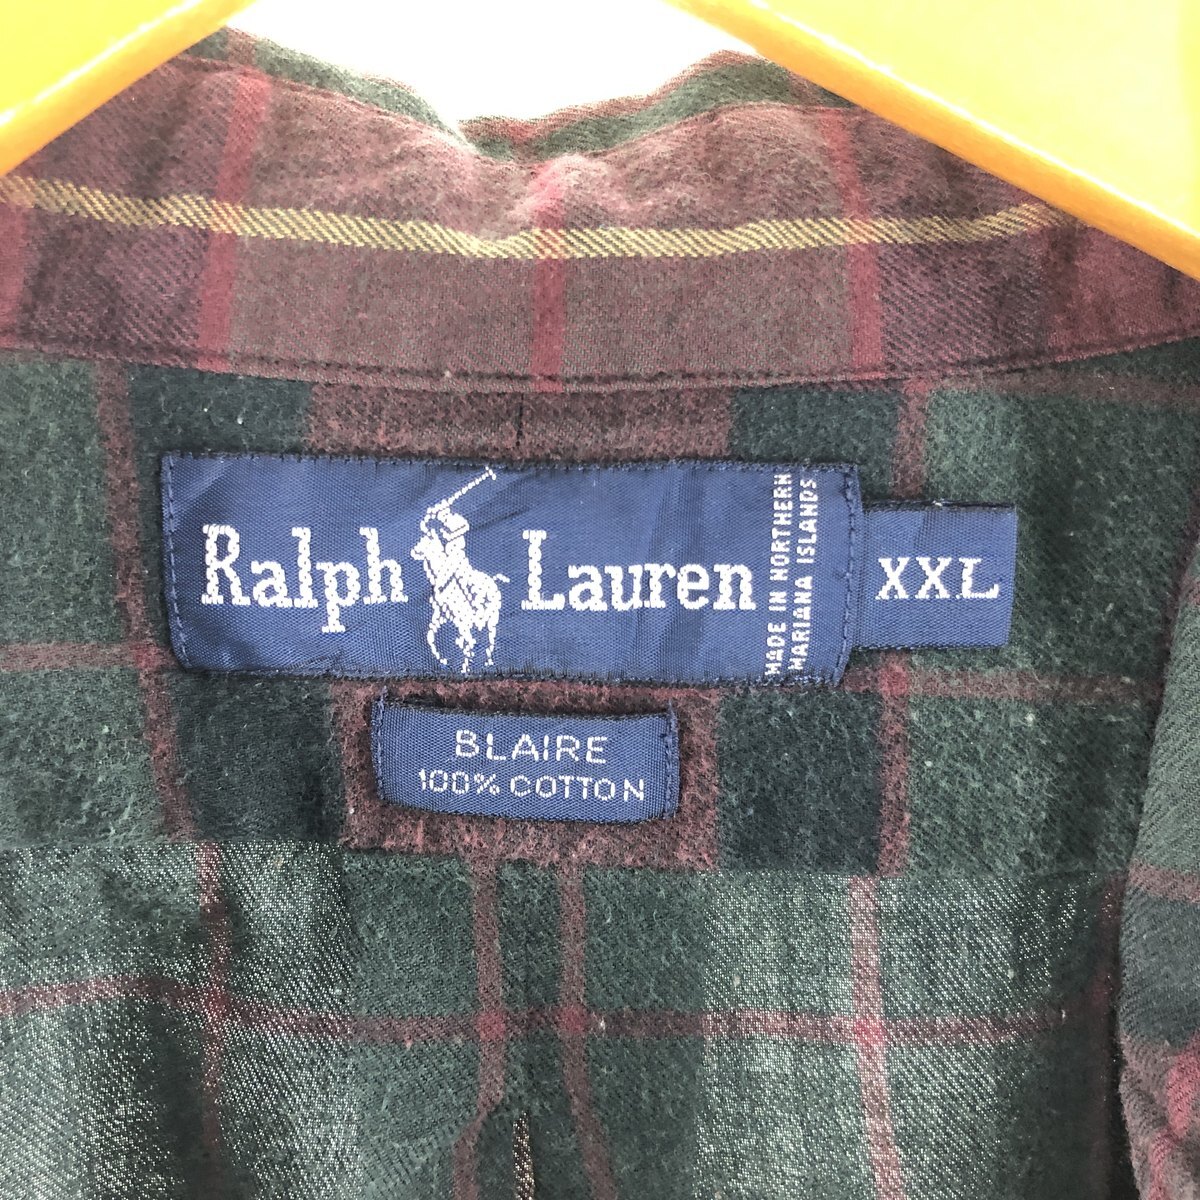 Ralph Lauren
MADE IN NORTHERN
MARIANA ISLANDS
XXL
BLAIRE
100% COTTON